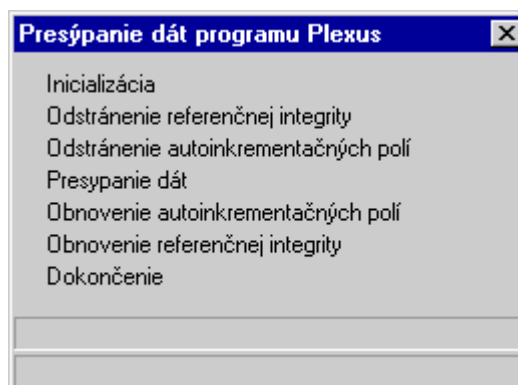 Presýpanie dát programu Plexus
Inicializácia
Odstránenie referenčnej integrity
Odstránenie autoinkrementačných polí
Presypanie dát
Obnovenie autoinkrementačných polí
Obnovenie referenčnej integrity
Dokončenie